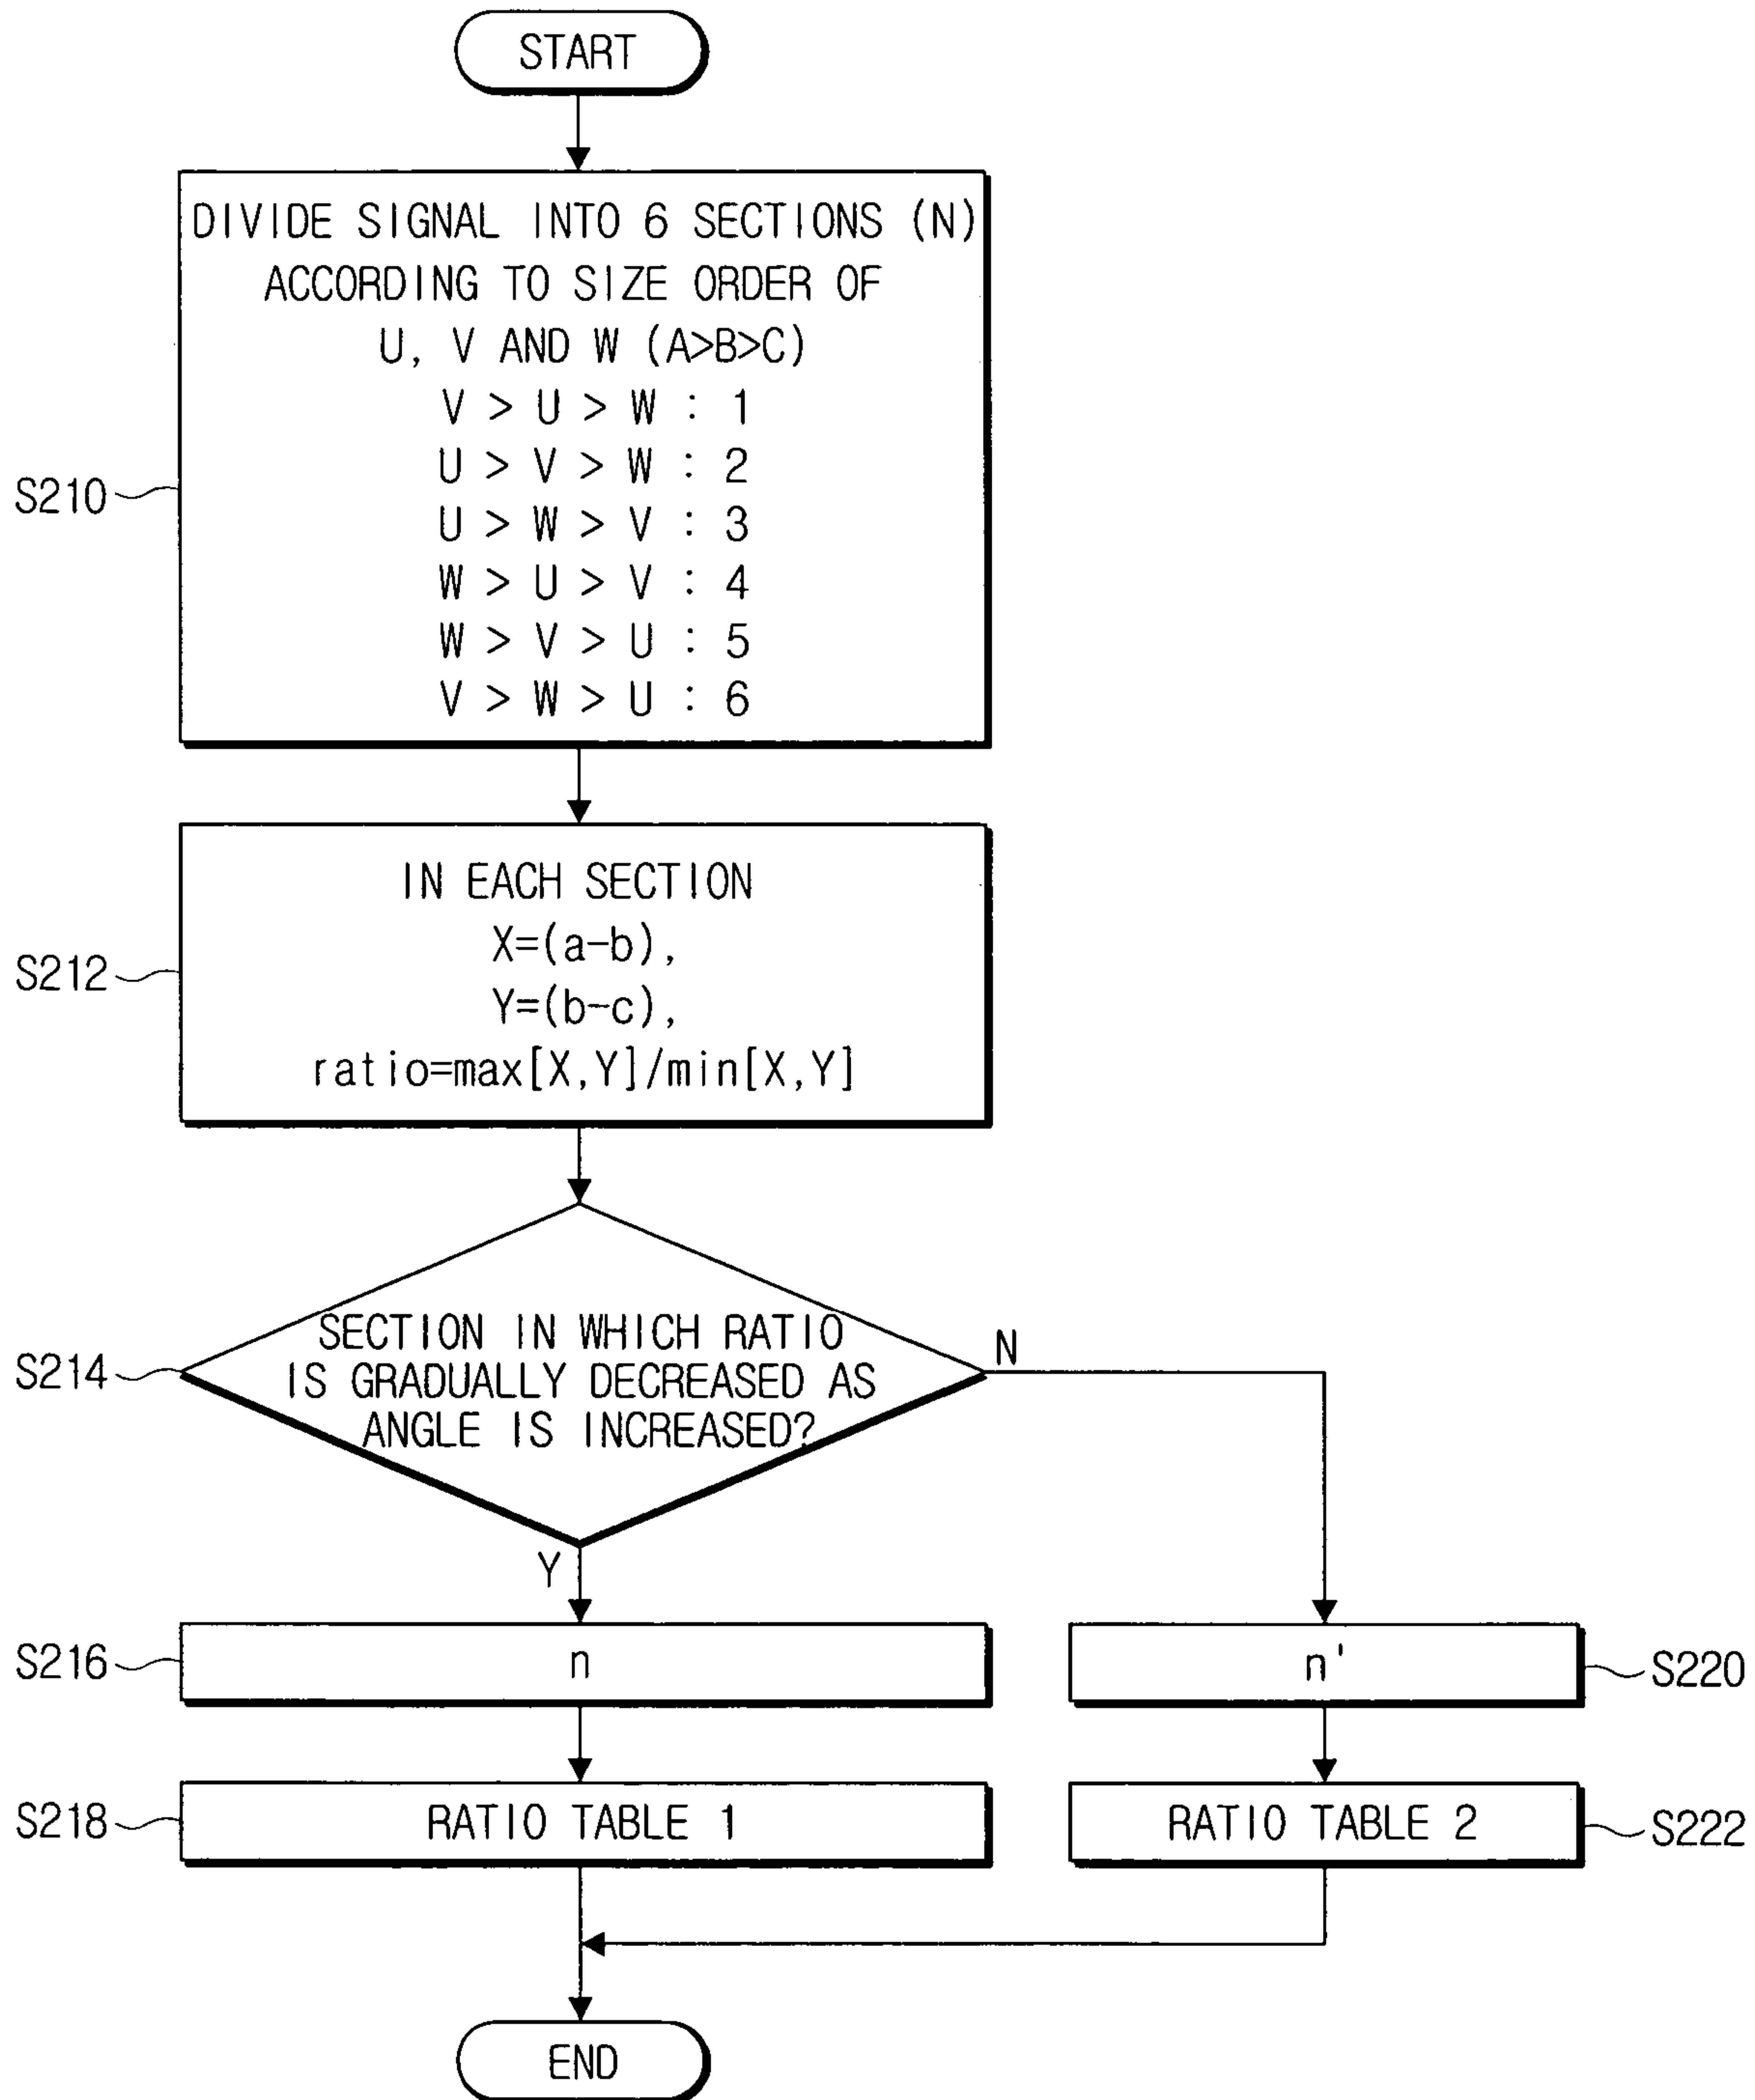 START
DIVIDE SIGNAL INTO 6 SECTIONS (N)
ACCORDING TO SIZE ORDER OF
U, V AND W (A>B>C)
V > U > W : 1
U > V > W : 2
U > W > V : 3
W > U > V : 4
W > V > U : 5
V > W > U : 6
S210
IN EACH SECTION
X=(a-b),
Y=(b-c),
ratio=max[X,Y]/min[X,Y]
S212
SECTION IN WHICH RATIO
IS GRADUALLY DECREASED AS
ANGLE IS INCREASED?
S214
N
Y
S216
n
n'
S220
S218
RATIO TABLE 1
RATIO TABLE 2
S222
END